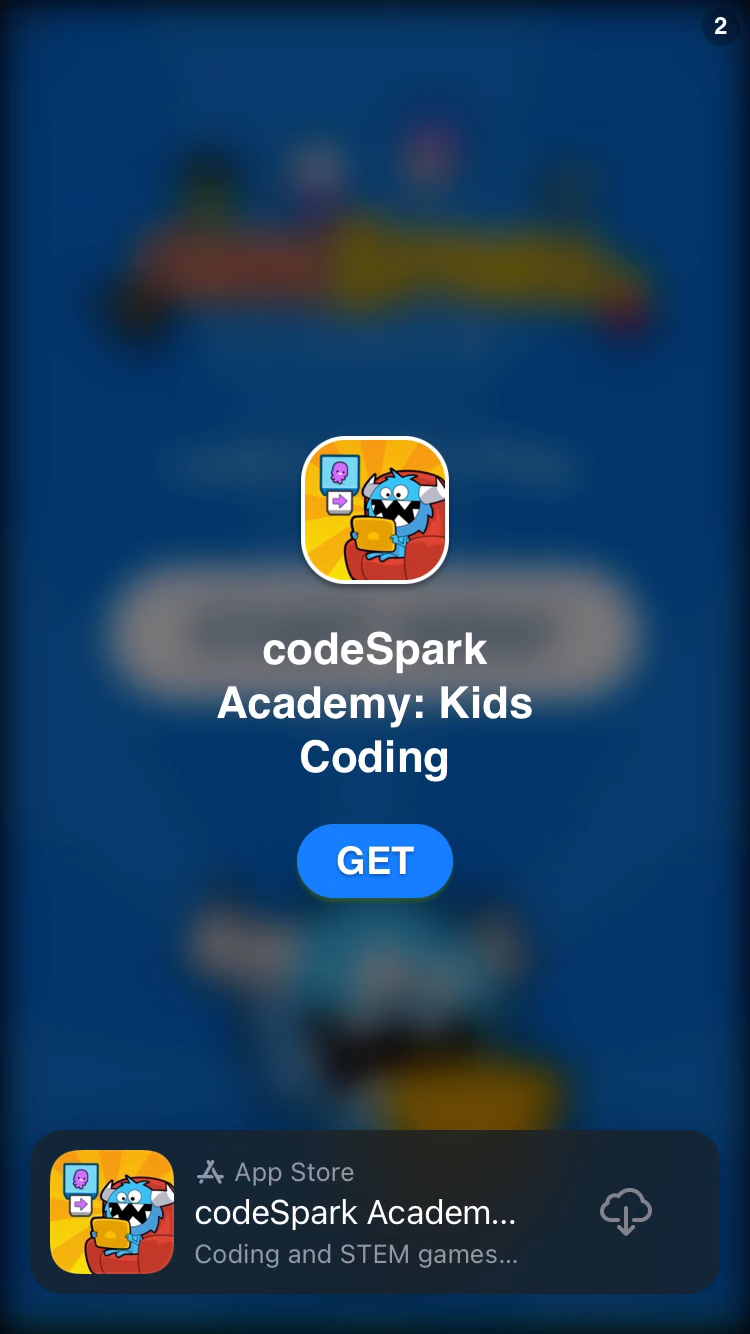 2
codeSpark
Academy: Kids
Coding
GET
App Store
codeSpark Academ...
Coding and STEM games...